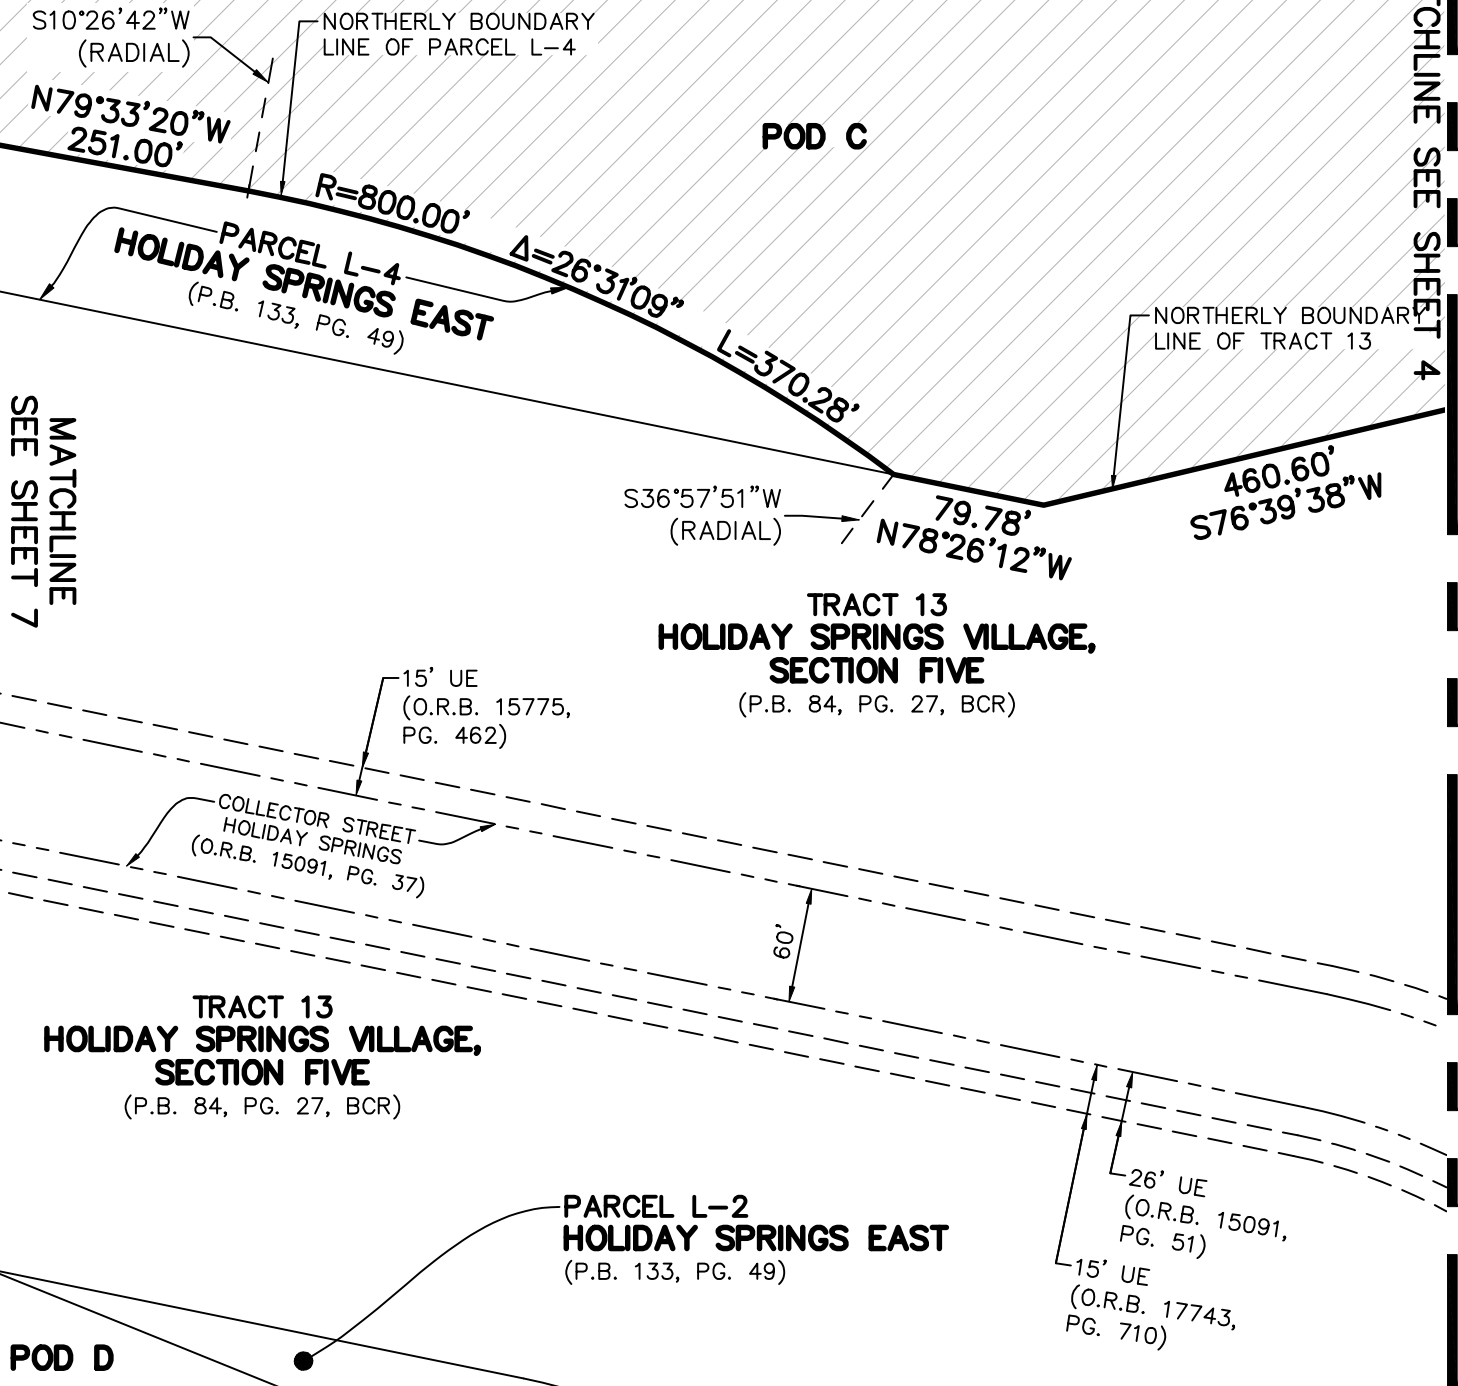 S10°26'42"W
(RADIAL)
NORTHERLY BOUNDARY
LINE OF PARCEL L-4
N79°33'20"W
251.00'
POD C
R=800.00'
Δ=26°31'09"
L=370.28'
PARCEL L-4
HOLIDAY SPRINGS EAST
(P.B. 133, PG. 49)
NORTHERLY BOUNDARY
LINE OF TRACT 13
SEE SHEET 4
MATCHLINE
SEE SHEET 7
S36°57'51"W
(RADIAL)
79.78'
N78°26'12"W
460.60'
S76°39'38"W
TRACT 13
HOLIDAY SPRINGS VILLAGE,
SECTION FIVE
(P.B. 84, PG. 27, BCR)
15' UE
(O.R.B. 15775,
PG. 462)
COLLECTOR STREET
HOLIDAY SPRINGS
(O.R.B. 15091, PG. 37)
60'
TRACT 13
HOLIDAY SPRINGS VILLAGE,
SECTION FIVE
(P.B. 84, PG. 27, BCR)
26' UE
(O.R.B. 15091,
PG. 51)
15' UE
(O.R.B. 17743,
PG. 710)
PARCEL L-2
HOLIDAY SPRINGS EAST
(P.B. 133, PG. 49)
POD D